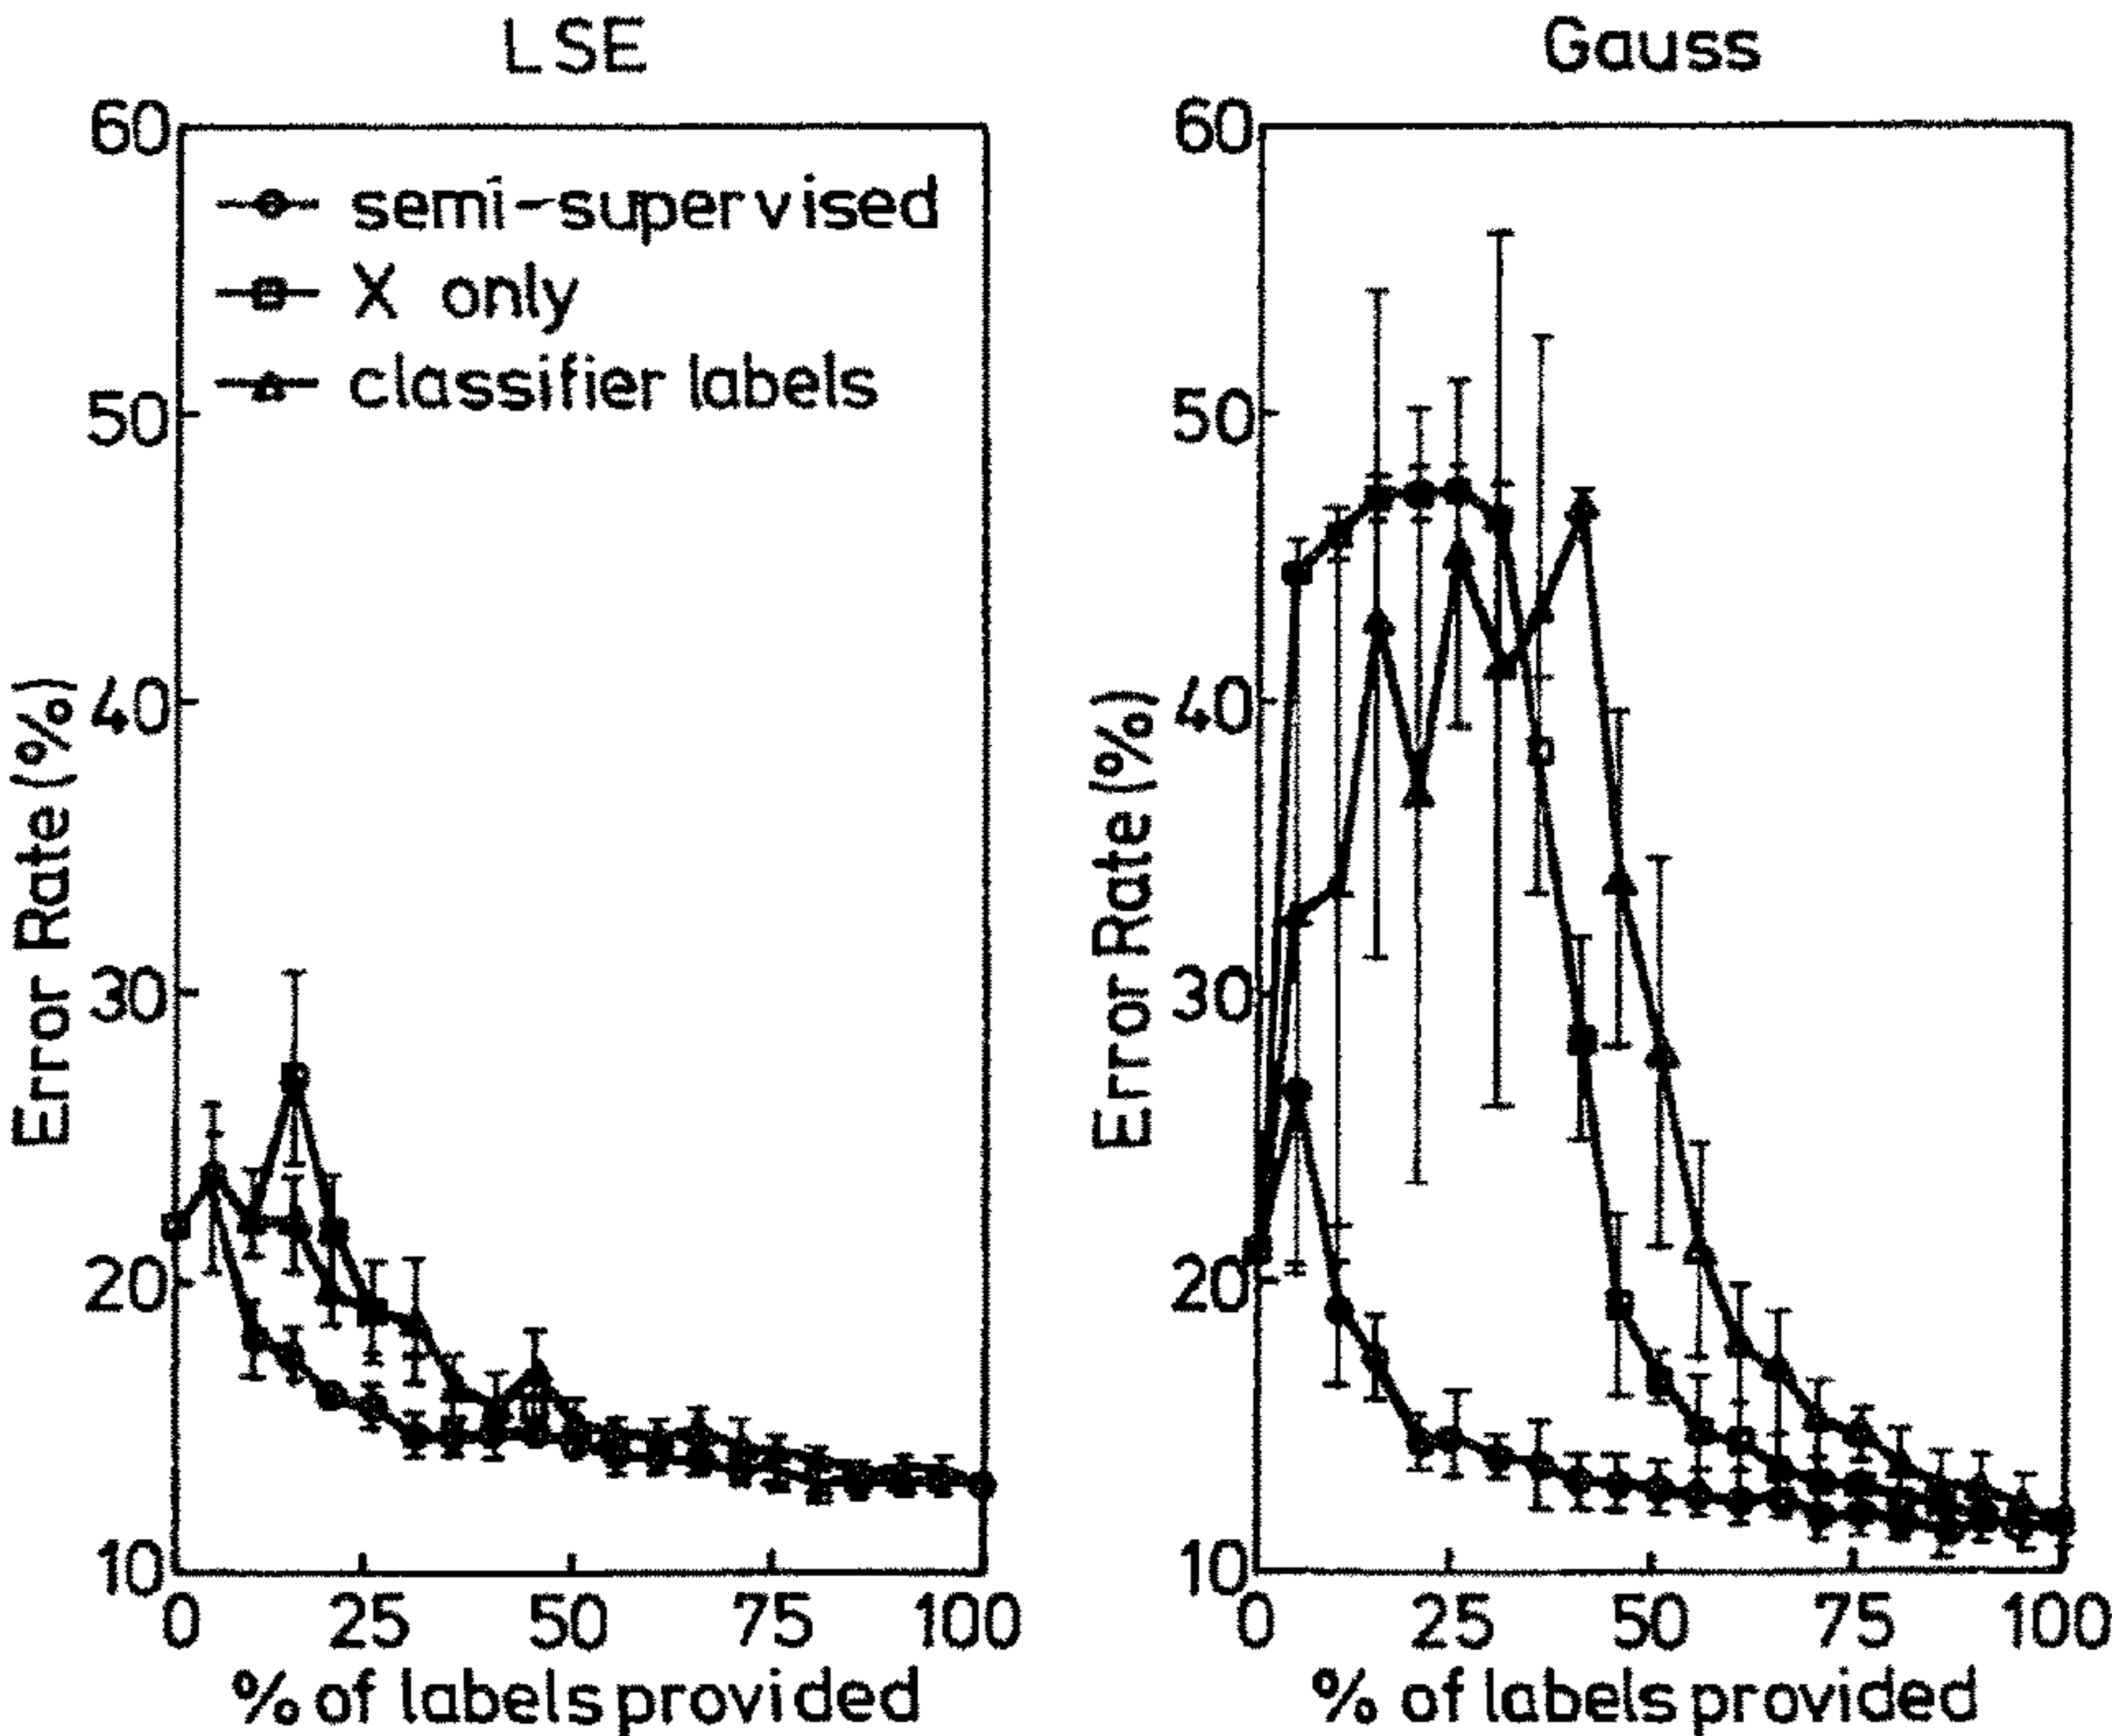 LSE
60
50
40
30
20
10
Error Rate (%)
semi-supervised
X only
classifier labels
0 25 50 75 100
% of labels provided
Gauss
60
50
40
30
20
10
Error Rate (%)
0 25 50 75 100
% of labels provided